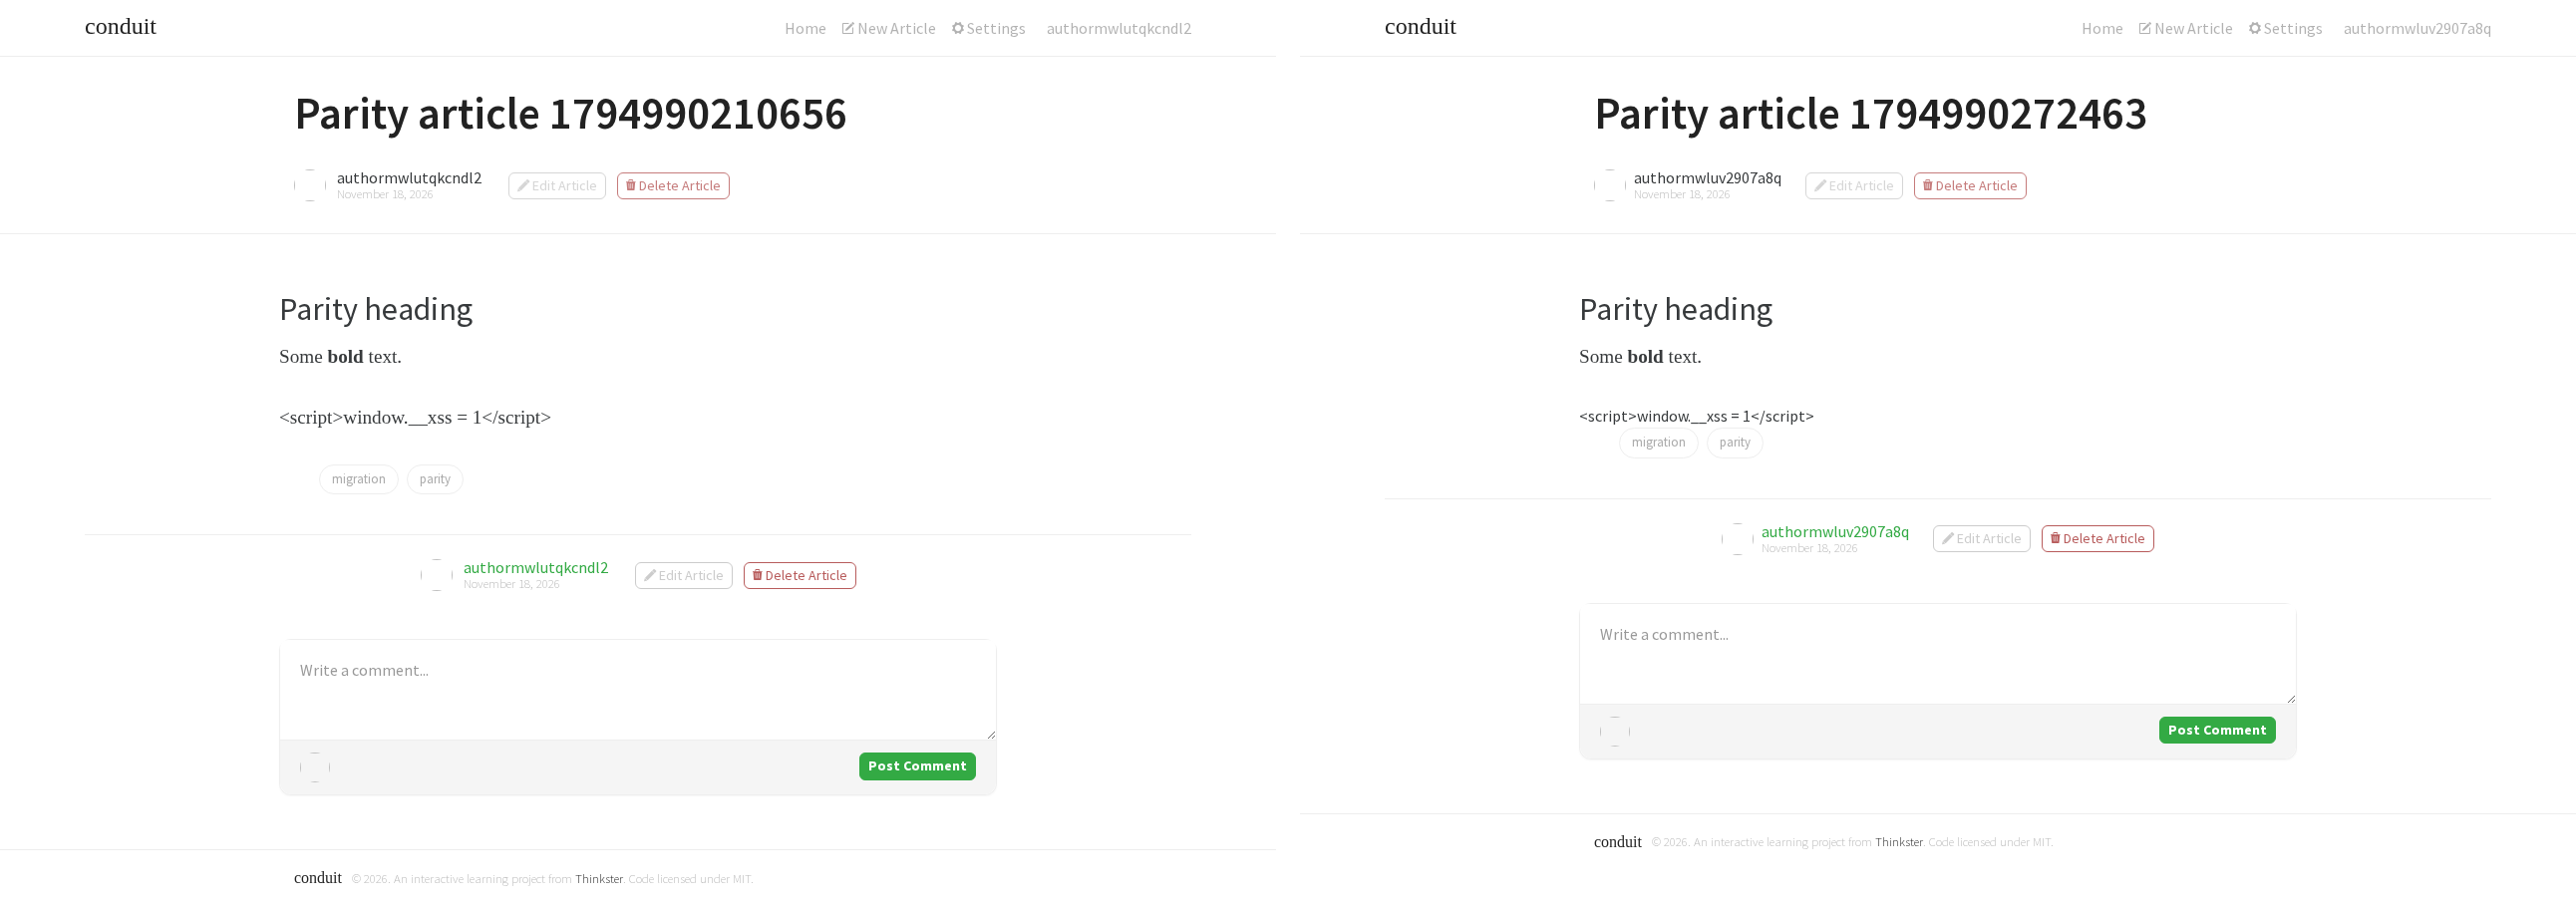 conduit
Home New Article Settings authormwlutqkcndl2
Parity article 1794990210656
authormwlutqkcndl2
November 18, 2026
Edit Article Delete Article
Parity heading
Some bold text.
<script>window.__xss = 1</script>
migration parity
authormwlutqkcndl2
November 18, 2026
Edit Article Delete Article
Write a comment...
Post Comment
conduit © 2026. An interactive learning project from Thinkster. Code licensed under MIT.
conduit
Home New Article Settings authormwluv2907a8q
Parity article 1794990272463
authormwluv2907a8q
November 18, 2026
Edit Article Delete Article
Parity heading
Some bold text.
<script>window.__xss = 1</script>
migration parity
authormwluv2907a8q
November 18, 2026
Edit Article Delete Article
Write a comment...
Post Comment
conduit © 2026. An interactive learning project from Thinkster. Code licensed under MIT.